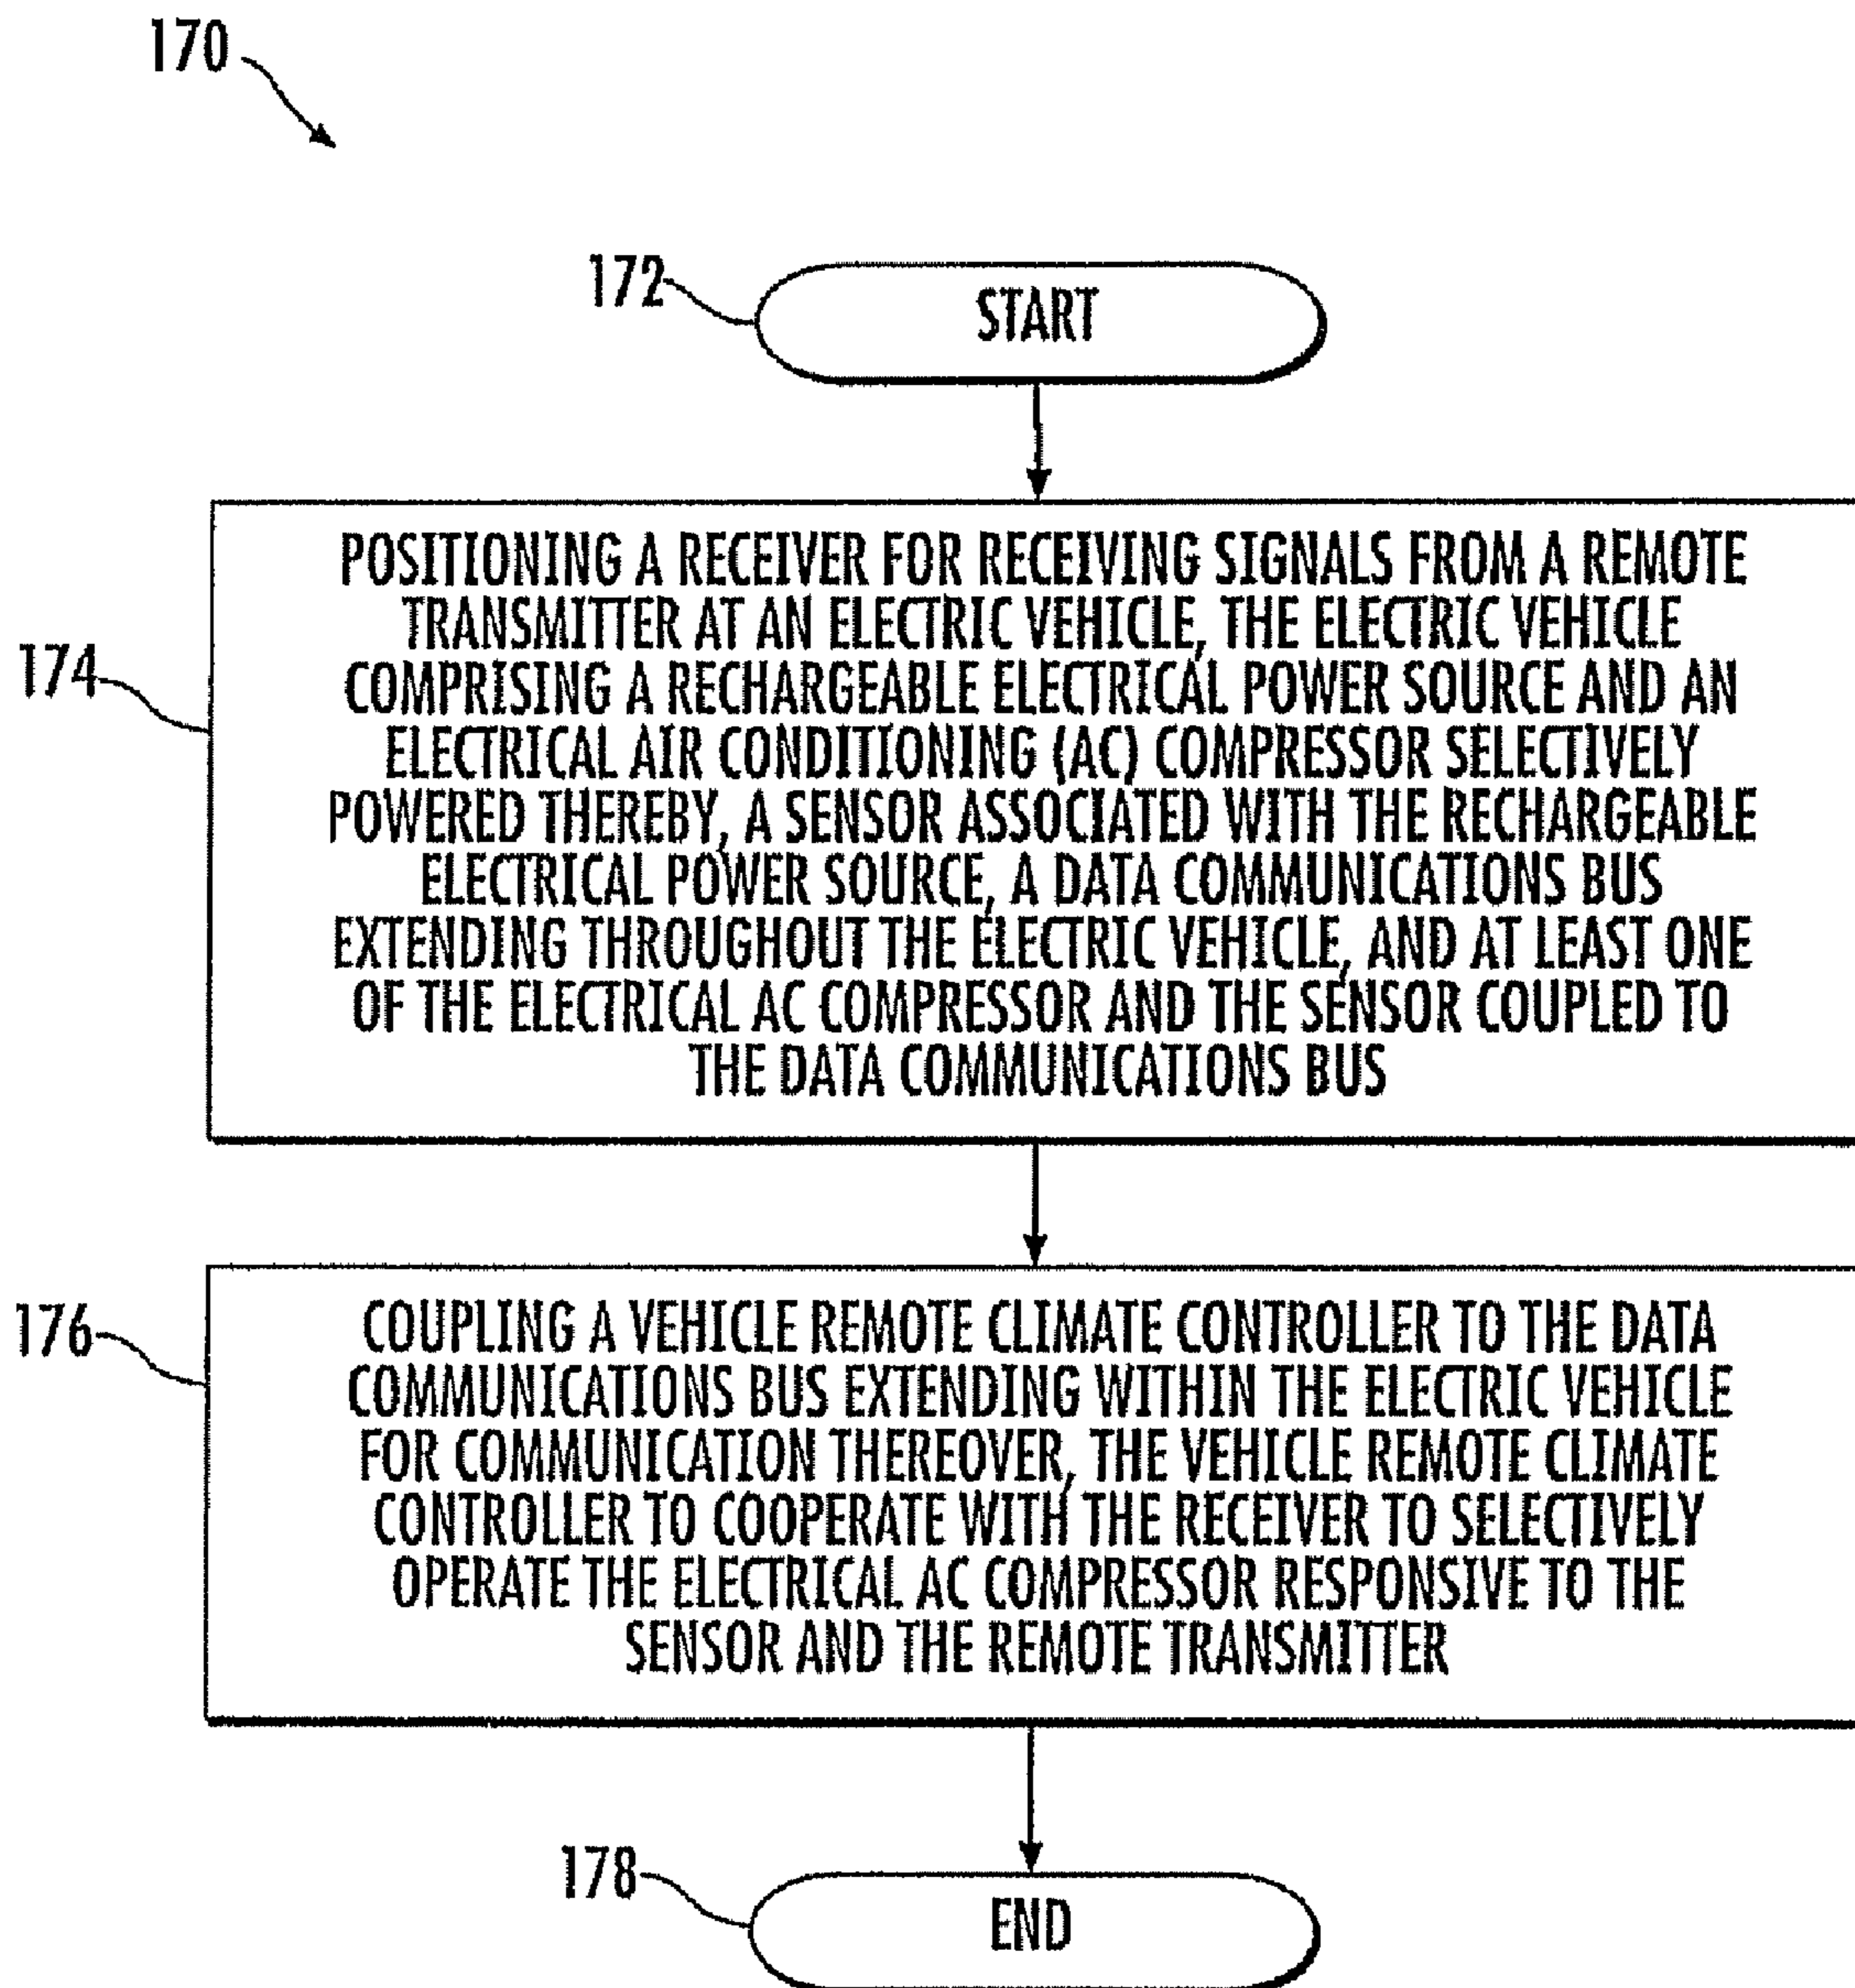 170
172
START
174
POSITIONING A RECEIVER FOR RECEIVING SIGNALS FROM A REMOTE
TRANSMITTER AT AN ELECTRIC VEHICLE, THE ELECTRIC VEHICLE
COMPRISING A RECHARGEABLE ELECTRICAL POWER SOURCE AND AN
ELECTRICAL AIR CONDITIONING (AC) COMPRESSOR SELECTIVELY
POWERED THEREBY, A SENSOR ASSOCIATED WITH THE RECHARGEABLE
ELECTRICAL POWER SOURCE, A DATA COMMUNICATIONS BUS
EXTENDING THROUGHOUT THE ELECTRIC VEHICLE, AND AT LEAST ONE
OF THE ELECTRICAL AC COMPRESSOR AND THE SENSOR COUPLED TO
THE DATA COMMUNICATIONS BUS
176
COUPLING A VEHICLE REMOTE CLIMATE CONTROLLER TO THE DATA
COMMUNICATIONS BUS EXTENDING WITHIN THE ELECTRIC VEHICLE
FOR COMMUNICATION THEREOVER, THE VEHICLE REMOTE CLIMATE
CONTROLLER TO COOPERATE WITH THE RECEIVER TO SELECTIVELY
OPERATE THE ELECTRICAL AC COMPRESSOR RESPONSIVE TO THE
SENSOR AND THE REMOTE TRANSMITTER
178
END